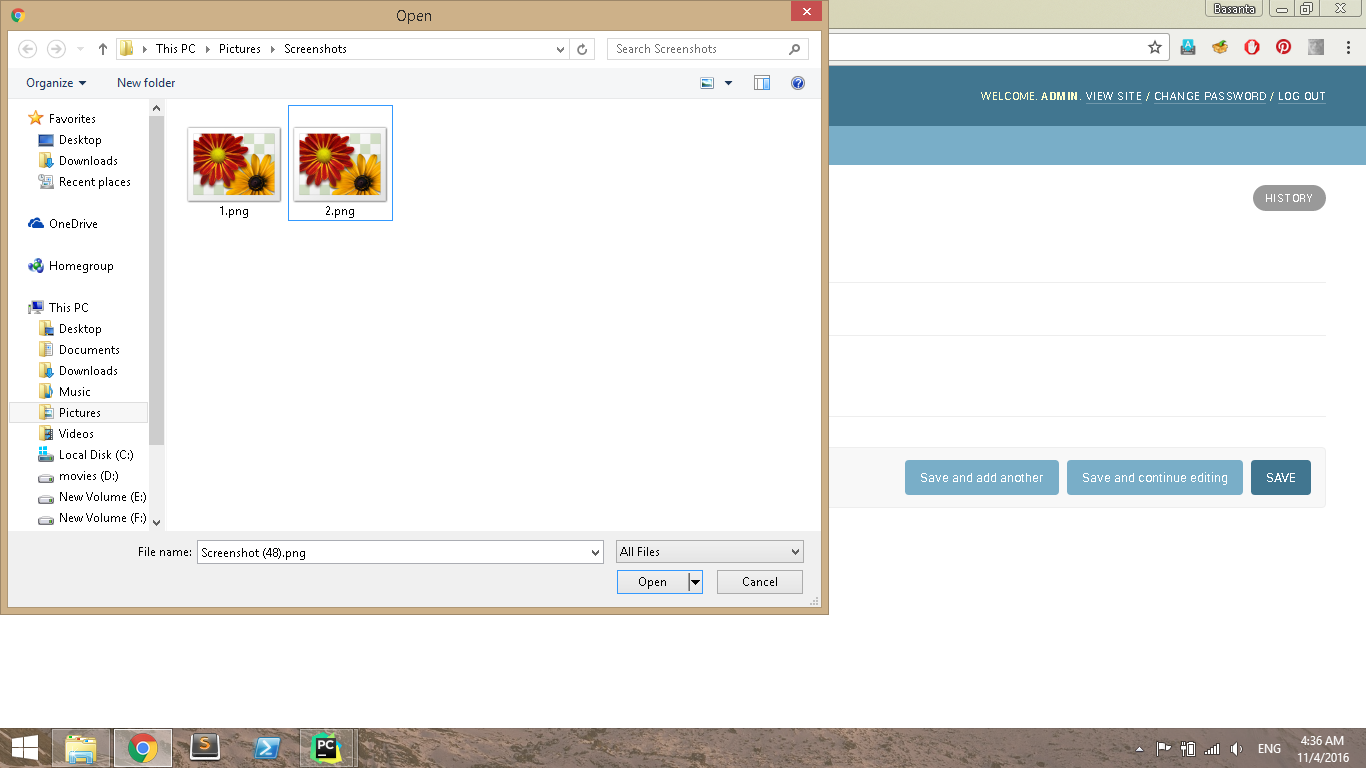 Open
Basanta
This PC
Pictures
Screenshots
Search Screenshots
Organize
New folder
WELCOME, ADMIN. VIEW SITE / CHANGE PASSWORD / LOG OUT
HISTORY
Favorites
Desktop
Downloads
Recent places
OneDrive
Homegroup
This PC
Desktop
Documents
Downloads
Music
Pictures
Videos
Local Disk (C:)
movies (D:)
New Volume (E:)
New Volume (F:)
1.png
2.png
Save and add another
Save and continue editing
SAVE
File name:
Screenshot (48).png
All Files
Open
Cancel
S
PC
ENG
4:36 AM
11/4/2016